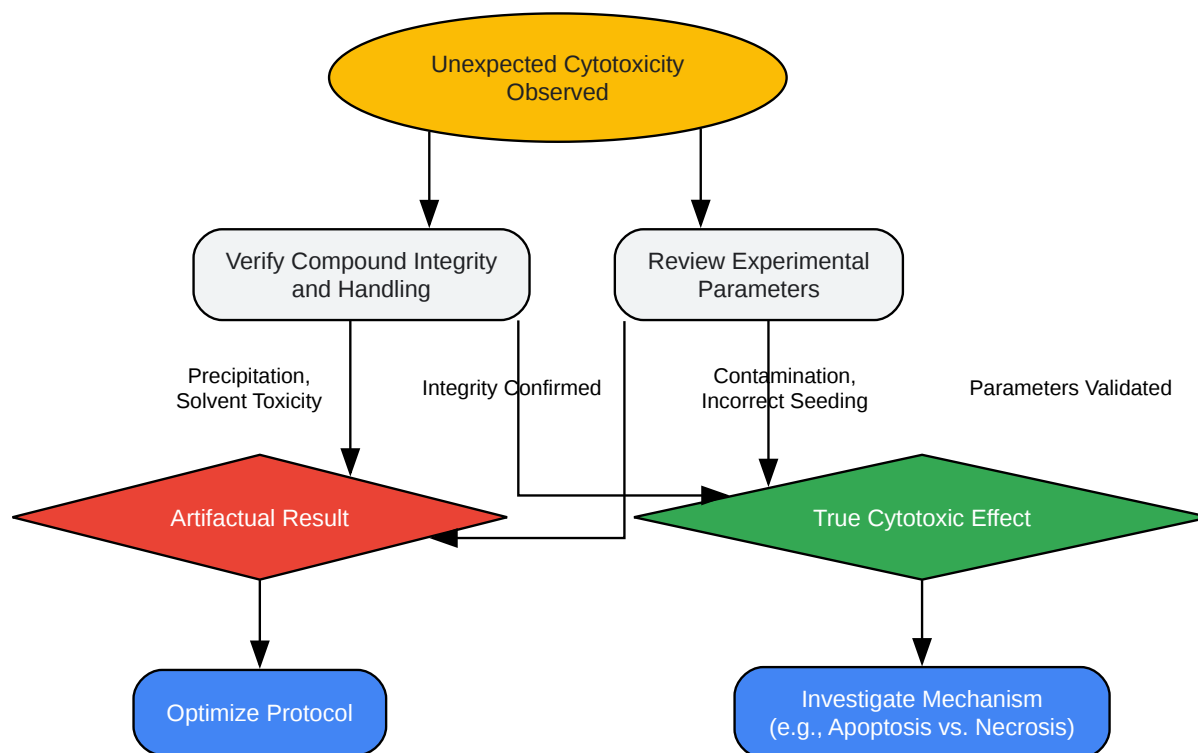 Unexpected Cytotoxicity
Observed
Verify Compound Integrity
and Handling
Review Experimental
Parameters
Precipitation,
Solvent Toxicity
Integrity Confirmed
Contamination,
Incorrect Seeding
Parameters Validated
Artifactual Result
True Cytotoxic Effect
Optimize Protocol
Investigate Mechanism
(e.g., Apoptosis vs. Necrosis)